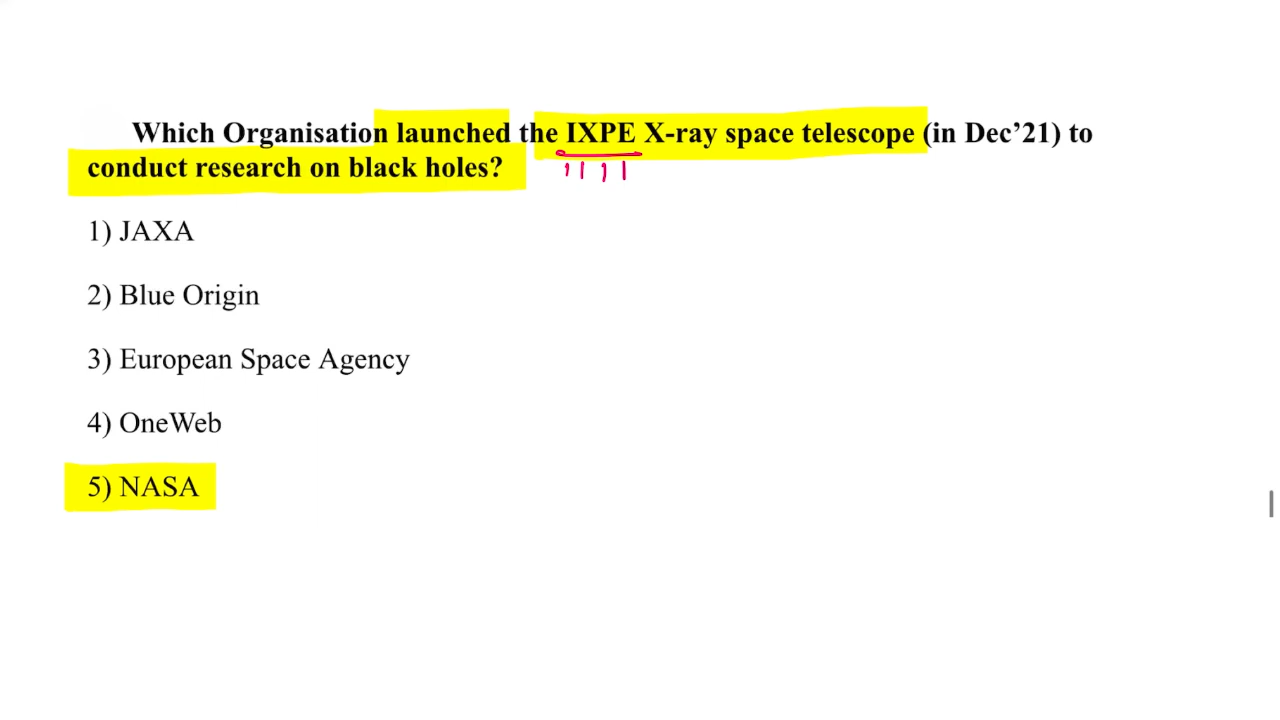 Which Organisation launched the IXPE X-ray space telescope (in Dec’21) to
conduct research on black holes?
1) JAXA
2) Blue Origin
3) European Space Agency
4) OneWeb
5) NASA